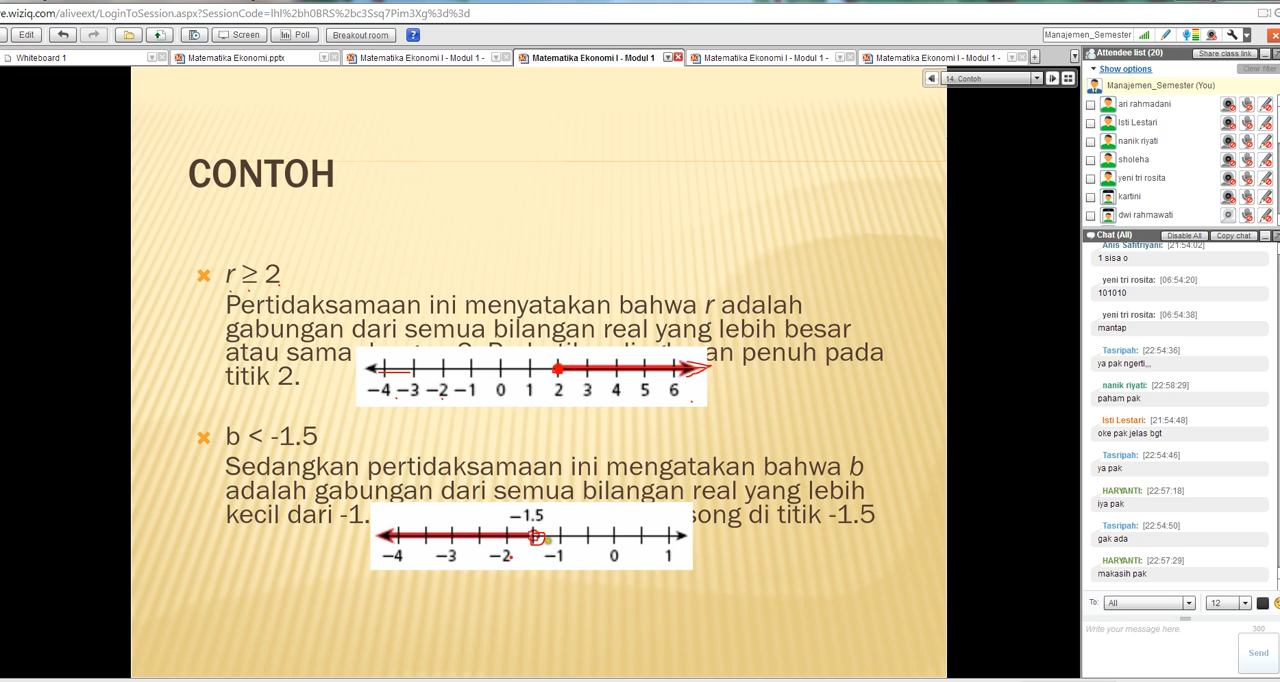 re.wiziq.com/aliveext/LoginToSession.aspx?SessionCode=lhl%2bh0BRS%2bc3Ssq7Pim3Xg%3d%3d
Edit
Screen
Poll
Breakout room
?
Manajemen_Semester
Whiteboard 1
Matematika Ekonomi.pptx
Matematika Ekonomi I - Modul 1 -
Matematika Ekonomi I - Modul 1
Matematika Ekonomi I - Modul 1 -
Matematika Ekonomi I - Modul 1 -
14. Contoh
CONTOH
r ≥ 2
Pertidaksamaan ini menyatakan bahwa r adalah
gabungan dari semua bilangan real yang lebih besar
atau sama an penuh pada
titik 2.
−4 −3 −2 −1 0 1 2 3 4 5 6
b < -1.5
Sedangkan pertidaksamaan ini mengatakan bahwa b
adalah gabungan dari semua bilangan real yang lebih
kecil dari -1. song di titik -1.5
−1.5
−4 −3 −2 −1 0 1
Attendee list (20)
Share class link
Show options
Clear filter
Manajemen_Semester (You)
ari rahmadani
Isti Lestari
nanik riyati
sholeha
yeni tri rosita
kartini
dwi rahmawati
Chat (All)
Disable All
Copy chat
Anis Safitriyani: [21:54:02]
1 sisa o
yeni tri rosita: [06:54:20]
101010
yeni tri rosita: [06:54:38]
mantap
Tasripah: [22:54:36]
ya pak ngerti,,,
nanik riyati: [22:58:29]
paham pak
Isti Lestari: [21:54:48]
oke pak jelas bgt
Tasripah: [22:54:46]
ya pak
HARYANTI: [22:57:18]
iya pak
Tasripah: [22:54:50]
gak ada
HARYANTI: [22:57:29]
makasih pak
To: All 12
Write your message here.
300
Send